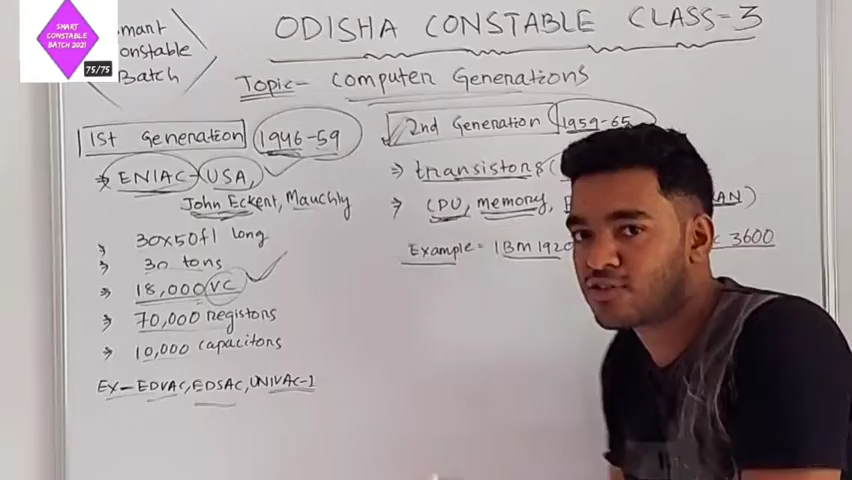 SMART
CONSTABLE
BATCH 2021
75/75
smart
onstable
Batch
ODISHA CONSTABLE CLASS-3
Topic- Computer Generations
1st Generation 1946-59
ENIAC-USA,
John Eckert, Mauchly
30x50ft long
30 tons
18,000 VC
70,000 registors
10,000 capacitors
EX-EDVAC, EDSAC, UNIVAC-1
2nd Generation 1959-65
transistors(
CPU, memory, RAN)
Example= IBM 1920 3600